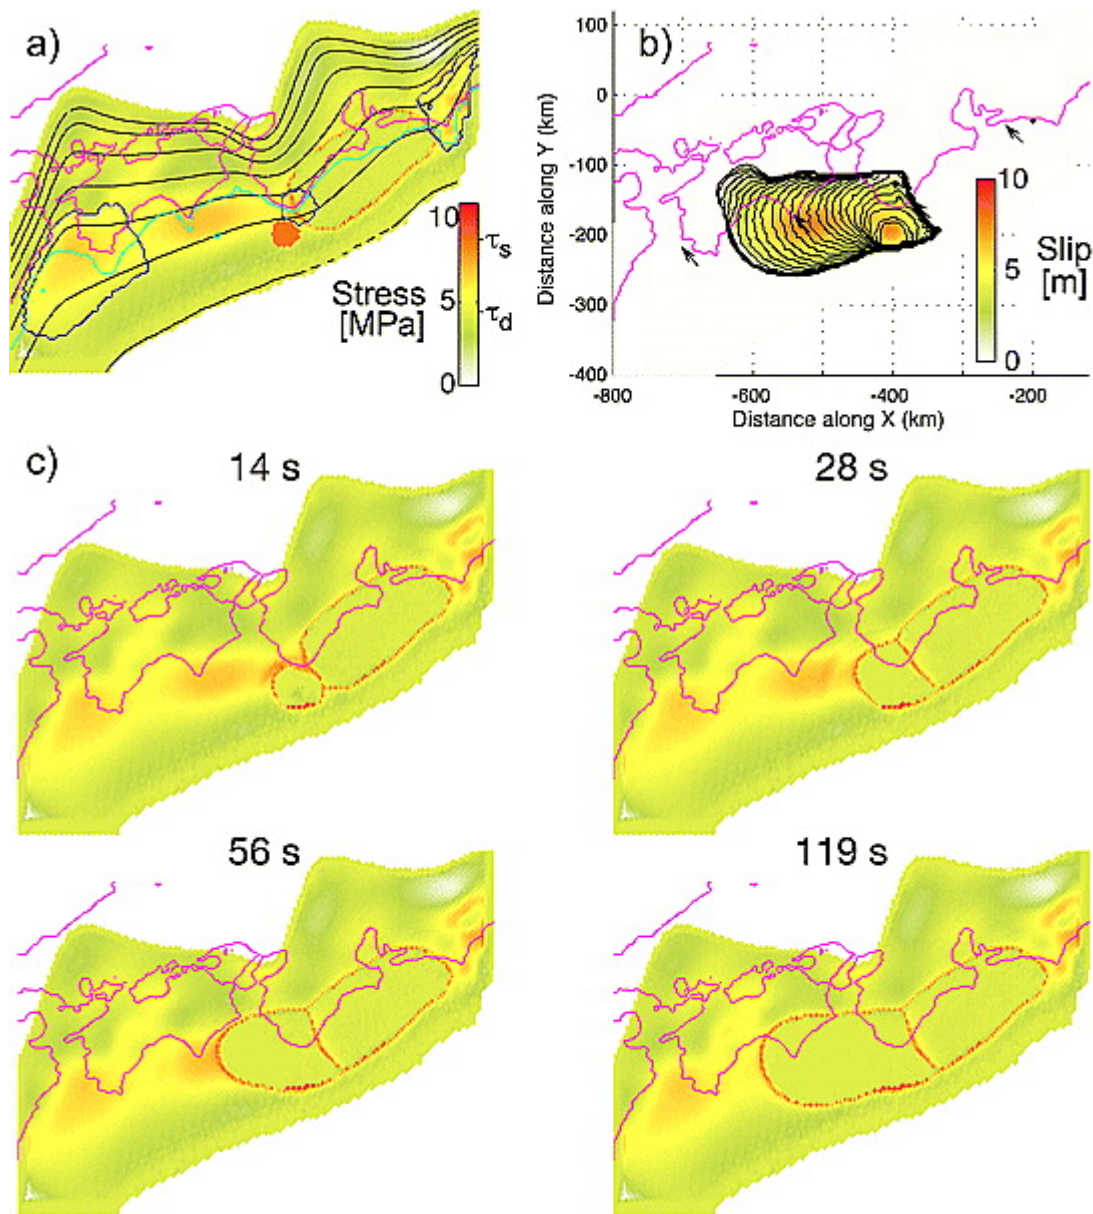 a)
10
τs
5
τd
0
Stress
[MPa]
b)
Distance along Y (km)
100
0
-100
-200
-300
-400
-800
-600
-400
-200
Distance along X (km)
10
5
0
Slip
[m]
c)
14 s
28 s
56 s
119 s